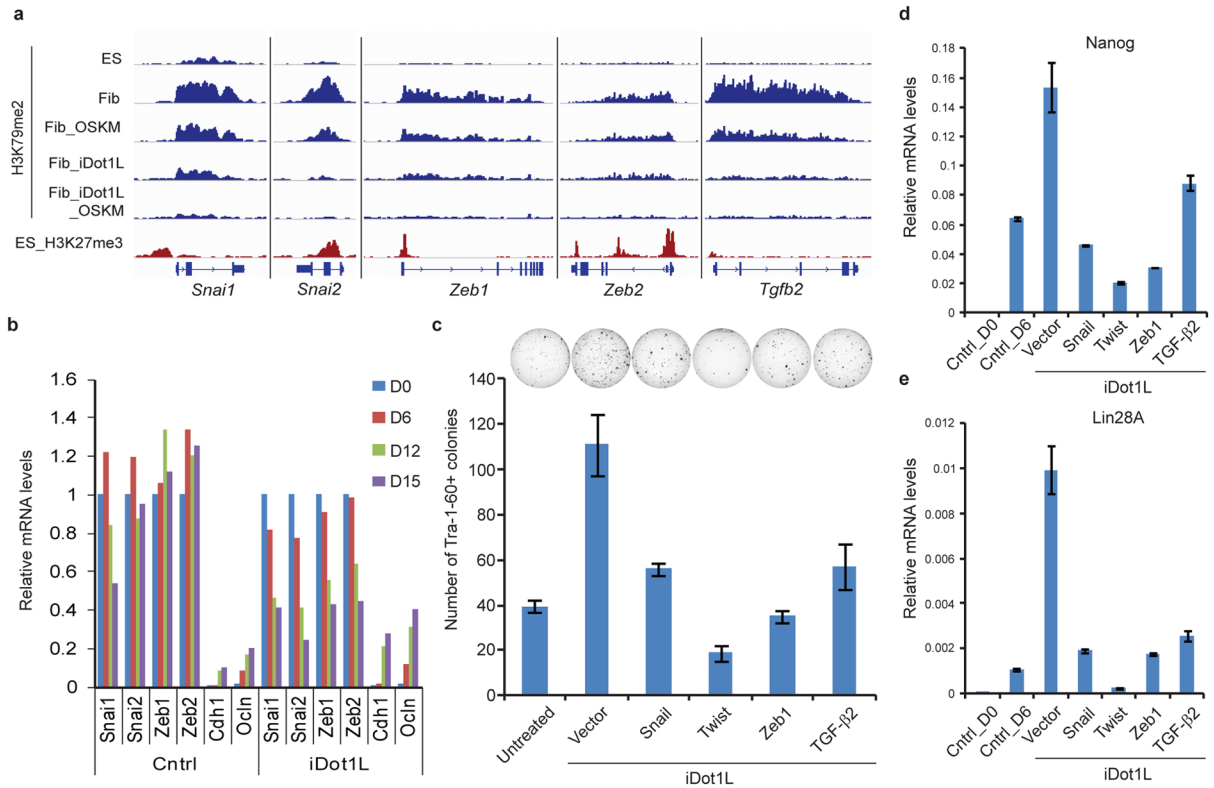 a
H3K79me2
ES
Fib
Fib_OSKM
Fib_iDot1L
Fib_iDot1L
_OSKM
ES_H3K27me3
Snai1 Snai2 Zeb1 Zeb2 Tgfb2
b
Relative mRNA levels
1.6
1.4
1.2
1
0.8
0.6
0.4
0.2
0
D0
D6
D12
D15
Snai1 Snai2 Zeb1 Zeb2 Cdh1 Ocln Snai1 Snai2 Zeb1 Zeb2 Cdh1 Ocln
Cntrl iDot1L
c
Number of Tra-1-60+ colonies
140
120
100
80
60
40
20
0
Untreated Vector Snail Twist Zeb1 TGF-β2
iDot1L
d
Nanog
Relative mRNA levels
0.18
0.16
0.14
0.12
0.1
0.08
0.06
0.04
0.02
0
Cntrl_D0 Cntrl_D6 Vector Snail Twist Zeb1 TGF-β2
iDot1L
e
Lin28A
Relative mRNA levels
0.012
0.01
0.008
0.006
0.004
0.002
0
Cntrl_D0 Cntrl_D6 Vector Snail Twist Zeb1 TGF-β2
iDot1L